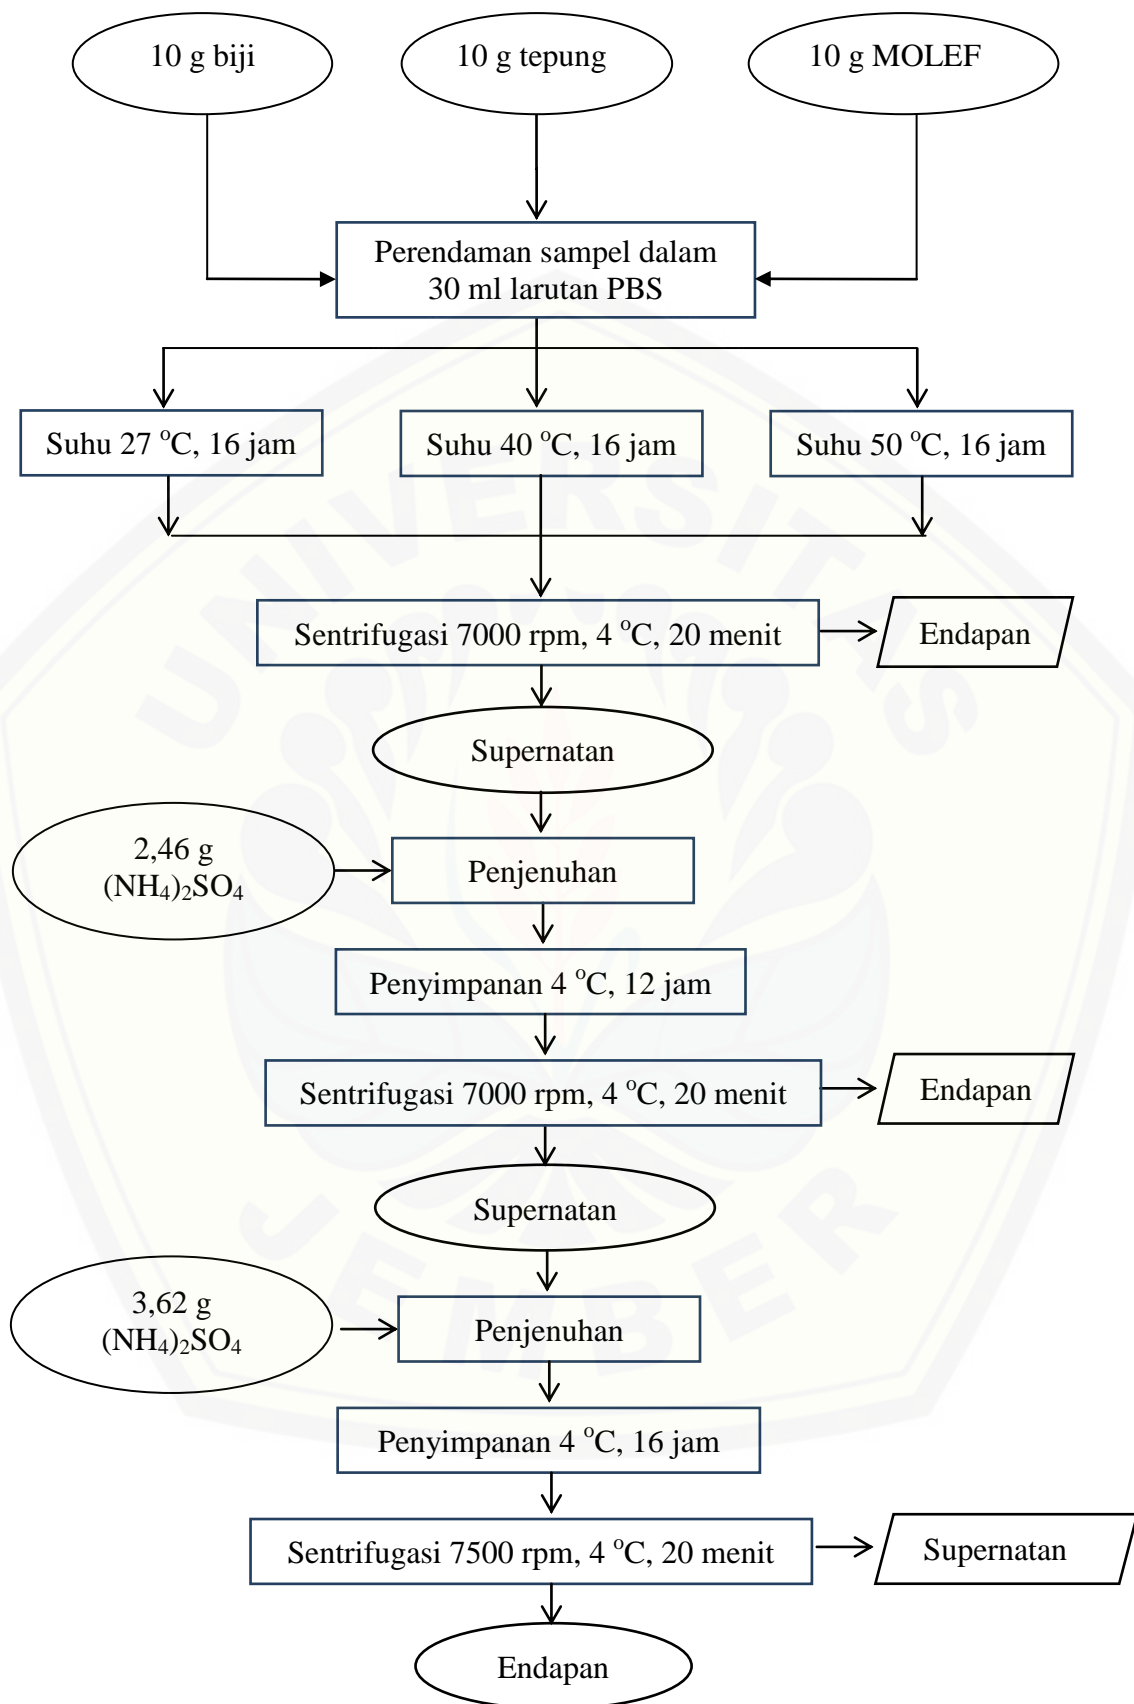 10 g biji
10 g tepung
10 g MOLEF
Perendaman sampel dalam
30 ml larutan PBS
Suhu 27 °C, 16 jam
Suhu 40 °C, 16 jam
Suhu 50 °C, 16 jam
Sentrifugasi 7000 rpm, 4 °C, 20 menit
Endapan
Supernatan
2,46 g
(NH₄)₂SO₄
Penjenuhan
Penyimpanan 4 °C, 12 jam
Sentrifugasi 7000 rpm, 4 °C, 20 menit
Endapan
Supernatan
3,62 g
(NH₄)₂SO₄
Penjenuhan
Penyimpanan 4 °C, 16 jam
Sentrifugasi 7500 rpm, 4 °C, 20 menit
Supernatan
Endapan
UNIVERSITAS
JEMBER